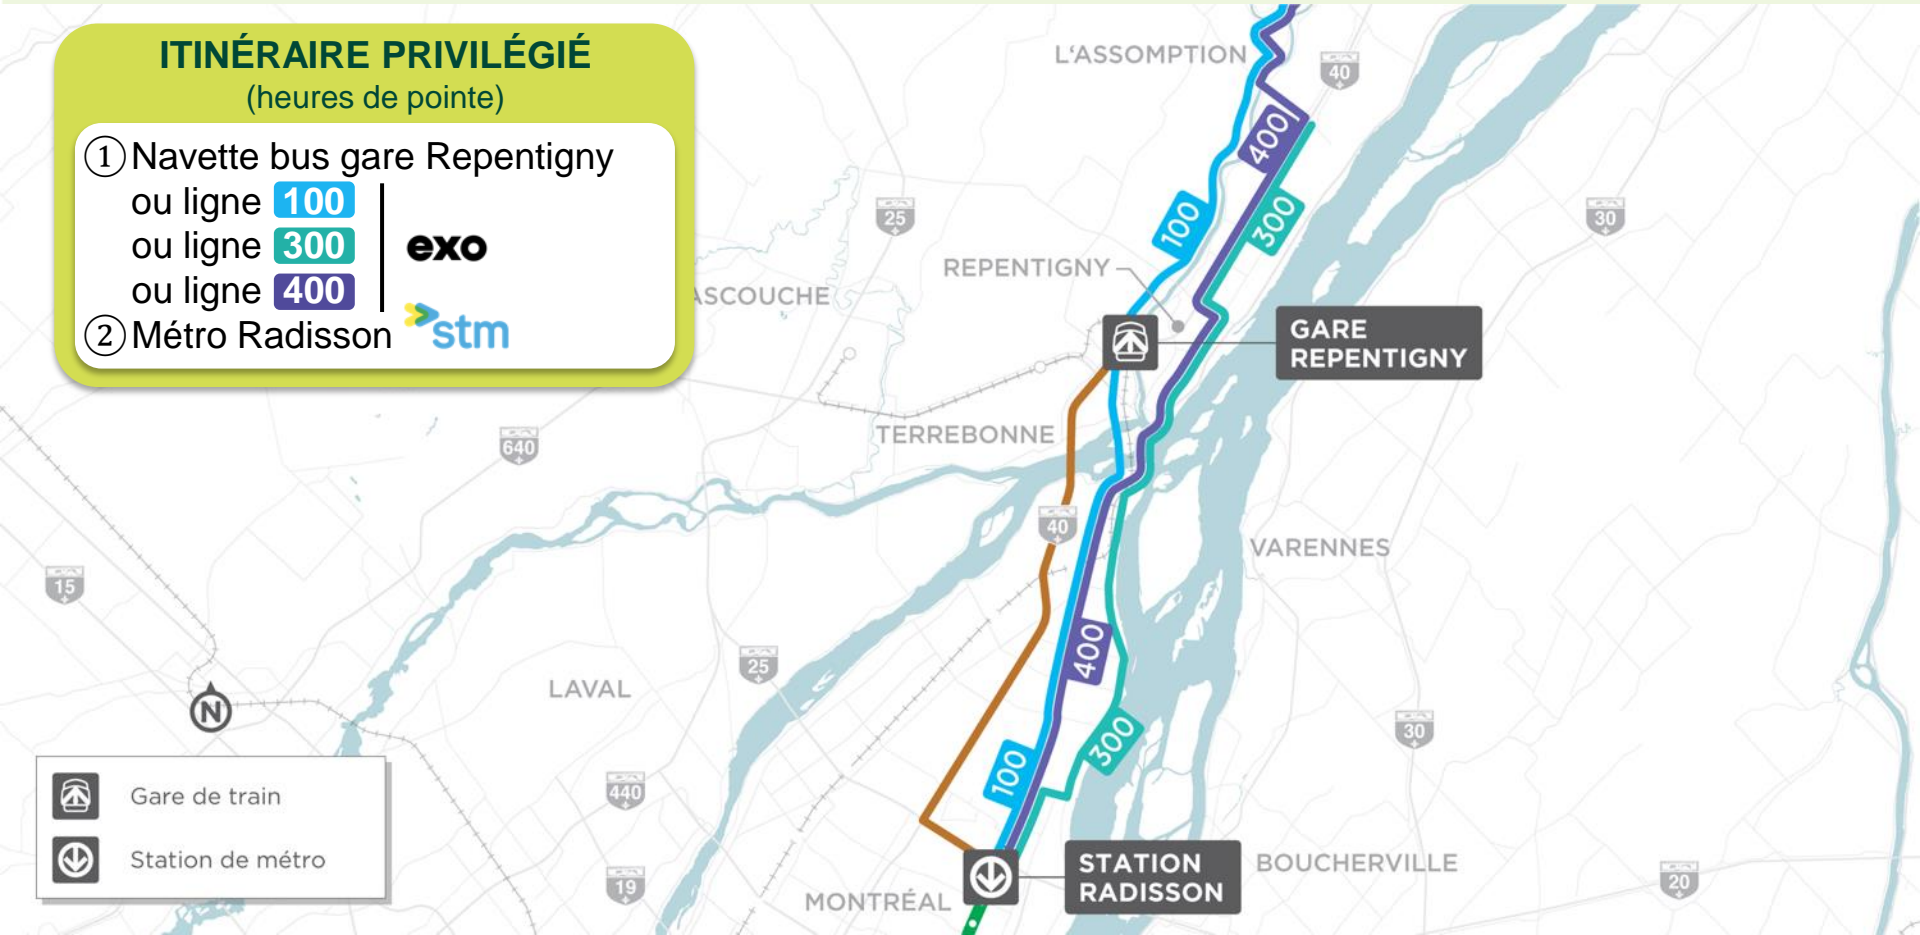 ITINÉRAIRE PRIVILÉGIÉ
(heures de pointe)
① Navette bus gare Repentigny
ou ligne 100
ou ligne 300
exo
ou ligne 400
② Métro Radisson stm
L'ASSOMPTION
40
400
25
100
300
30
REPENTIGNY
ASCOUCHE
GARE
REPENTIGNY
TERREBONNE
640
40
VARENNES
15
400
25
LAVAL
N
30
300
100
440
Gare de train
Station de métro
STATION
RADISSON
BOUCHERVILLE
19
20
MONTRÉAL